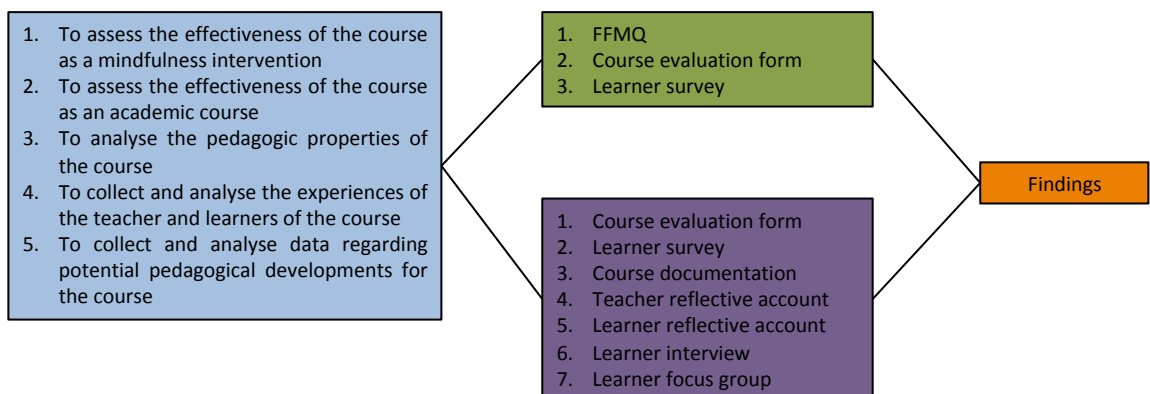 1. To assess the effectiveness of the course
as a mindfulness intervention
2. To assess the effectiveness of the course
as an academic course
3. To analyse the pedagogic properties of
the course
4. To collect and analyse the experiences of
the teacher and learners of the course
5. To collect and analyse data regarding
potential pedagogical developments for
the course
1. FFMQ
2. Course evaluation form
3. Learner survey
1. Course evaluation form
2. Learner survey
3. Course documentation
4. Teacher reflective account
5. Learner reflective account
6. Learner interview
7. Learner focus group
Findings